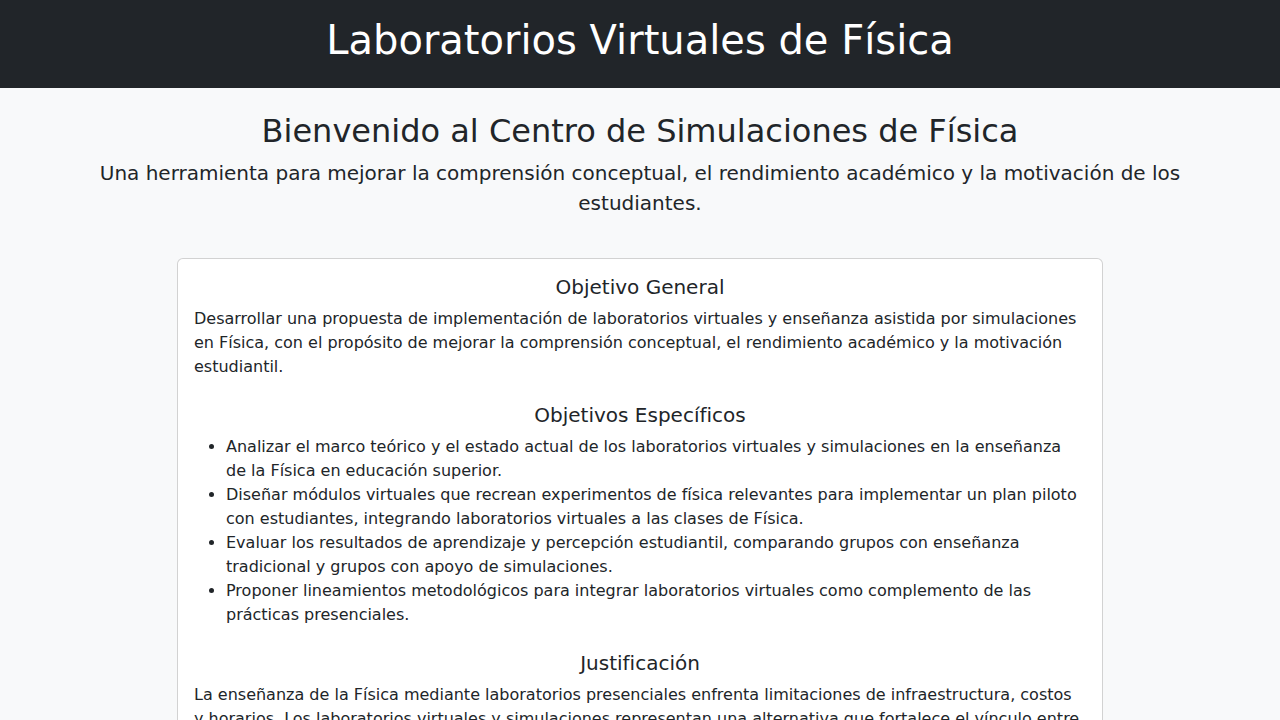 Laboratorios Virtuales de Física
Bienvenido al Centro de Simulaciones de Física
Una herramienta para mejorar la comprensión conceptual, el rendimiento académico y la motivación de los
estudiantes.
Objetivo General
Desarrollar una propuesta de implementación de laboratorios virtuales y enseñanza asistida por simulaciones
en Física, con el propósito de mejorar la comprensión conceptual, el rendimiento académico y la motivación
estudiantil.
Objetivos Específicos
• Analizar el marco teórico y el estado actual de los laboratorios virtuales y simulaciones en la enseñanza
de la Física en educación superior.
• Diseñar módulos virtuales que recrean experimentos de física relevantes para implementar un plan piloto
con estudiantes, integrando laboratorios virtuales a las clases de Física.
• Evaluar los resultados de aprendizaje y percepción estudiantil, comparando grupos con enseñanza
tradicional y grupos con apoyo de simulaciones.
• Proponer lineamientos metodológicos para integrar laboratorios virtuales como complemento de las
prácticas presenciales.
Justificación
La enseñanza de la Física mediante laboratorios presenciales enfrenta limitaciones de infraestructura, costos
y horarios. Los laboratorios virtuales y simulaciones representan una alternativa que fortalece el vínculo entre